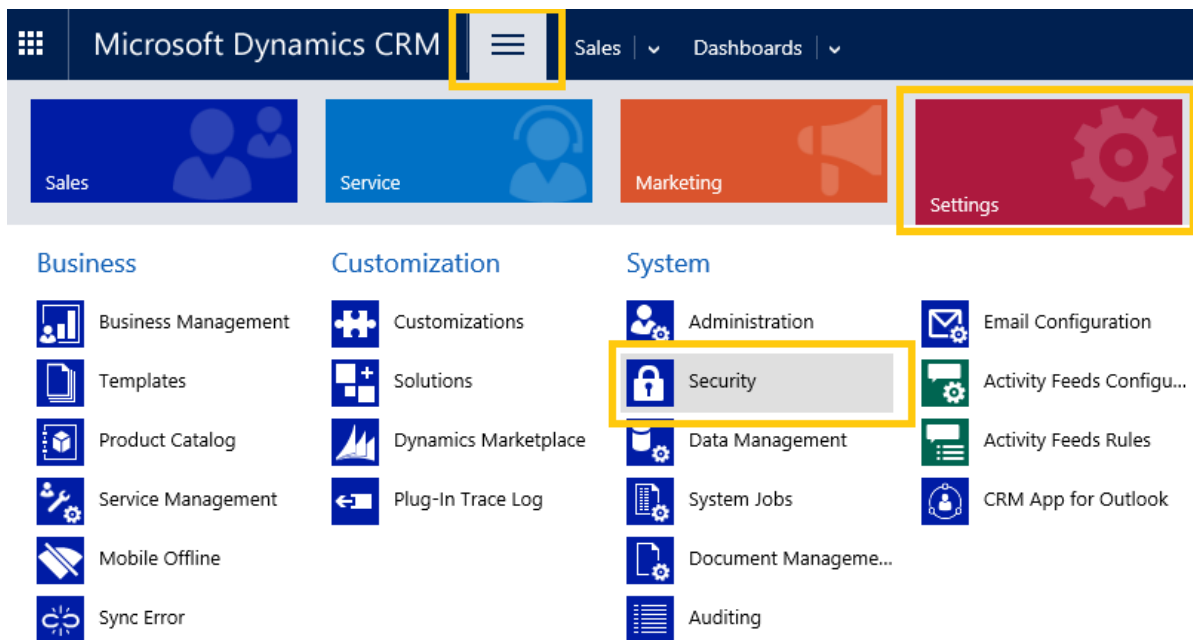 Microsoft Dynamics CRM Sales Dashboards
Sales Service Marketing Settings
Business Customization System
Business Management Customizations Administration Email Configuration
Templates Solutions Security Activity Feeds Configu...
Product Catalog Dynamics Marketplace Data Management Activity Feeds Rules
Service Management Plug-In Trace Log System Jobs CRM App for Outlook
Mobile Offline Document Manageme...
Sync Error Auditing